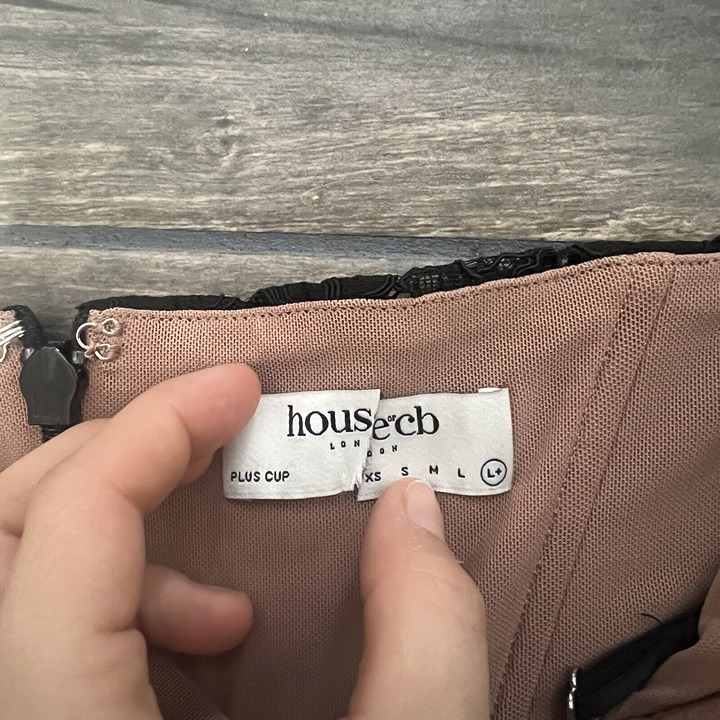 house OF cb
LONDON
PLUS CUP XS S M L L+